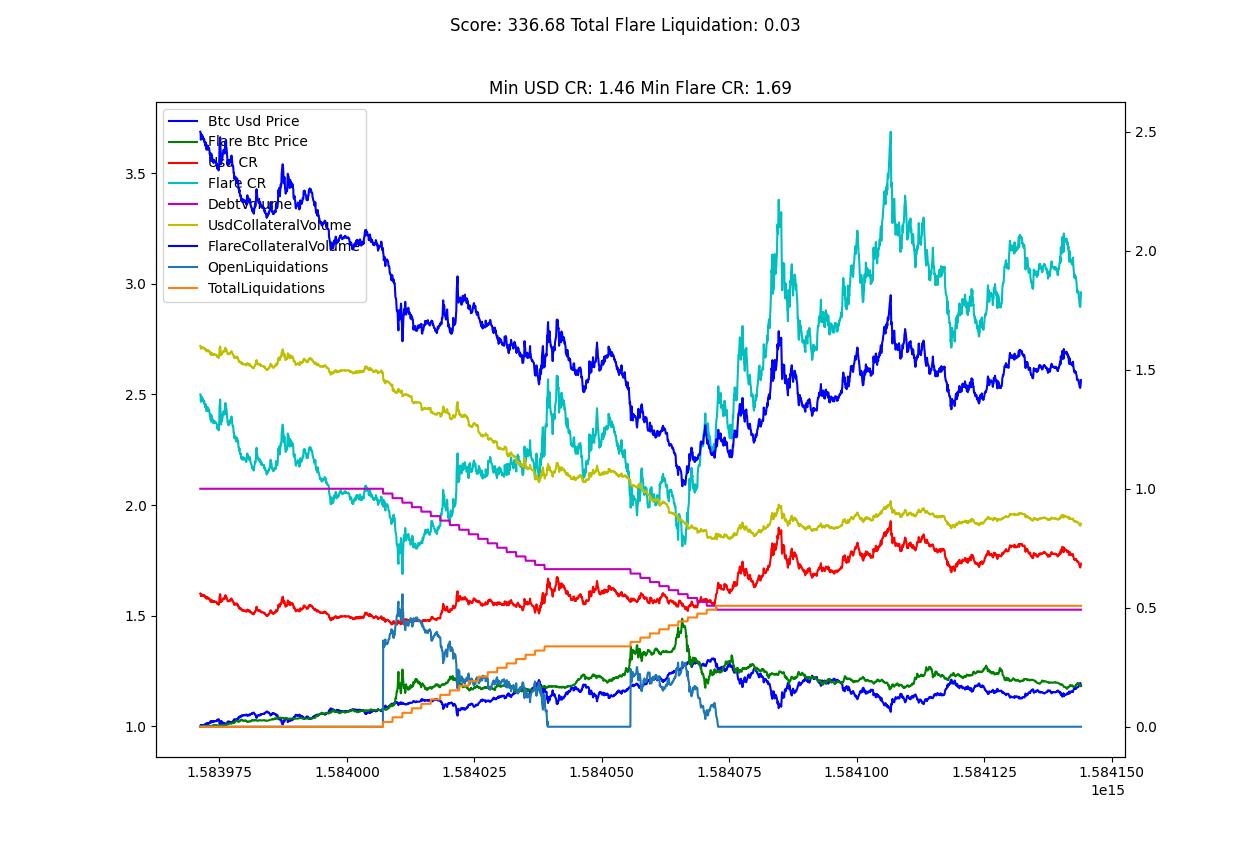 Score: 336.68 Total Flare Liquidation: 0.03
Min USD CR: 1.46 Min Flare CR: 1.69
Btc Usd Price
Flare Btc Price
Usd CR
Flare CR
DebtVolume
UsdCollateralVolume
FlareCollateralVolume
OpenLiquidations
TotalLiquidations
3.5
3.0
2.5
2.0
1.5
1.0
2.5
2.0
1.5
1.0
0.5
0.0
1.583975 1.584000 1.584025 1.584050 1.584075 1.584100 1.584125 1.584150
1e15